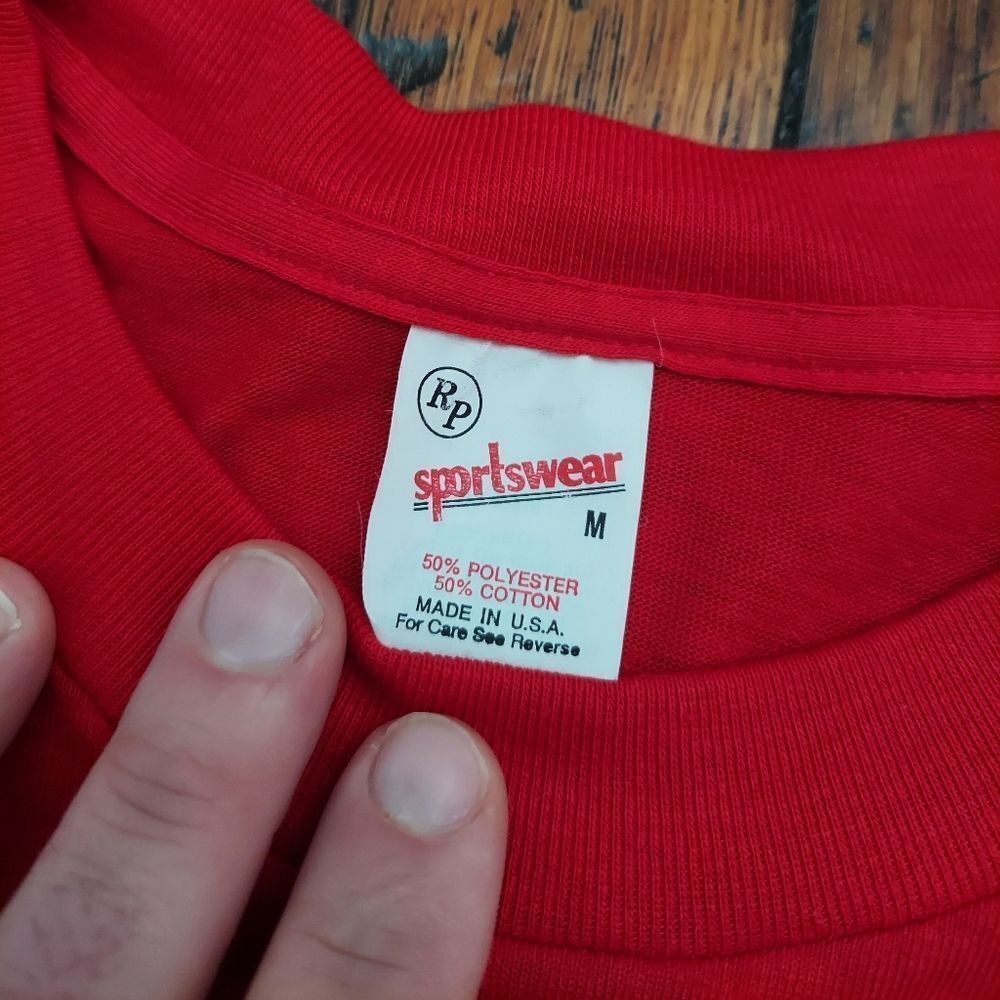 RP
sportswear
M
50% POLYESTER
50% COTTON
MADE IN U.S.A.
For Care See Reverse